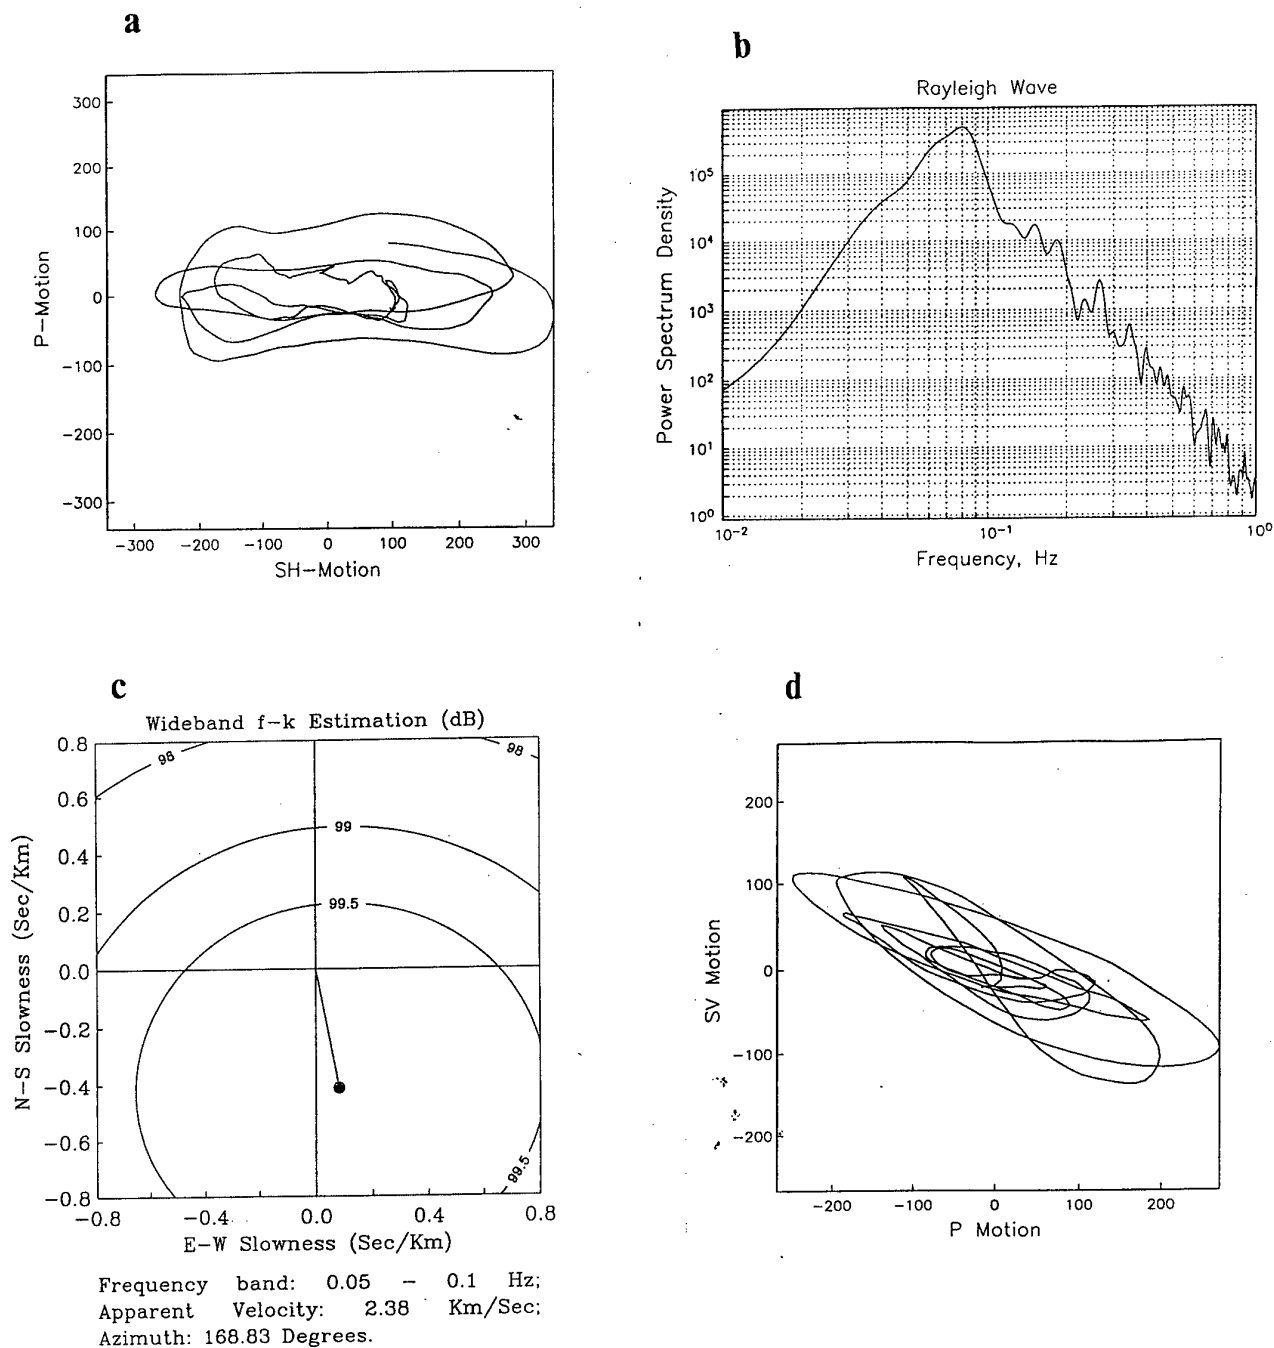 a
300
200
100
0
-100
-200
-300
P-Motion
-300 -200 -100 0 100 200 300
SH-Motion
b
Rayleigh Wave
10^5
10^4
10^3
10^2
10^1
10^0
Power Spectrum Density
10^-2 10^-1 10^0
Frequency, Hz
c
Wideband f-k Estimation (dB)
0.8
0.6
0.4
0.2
0.0
-0.2
-0.4
-0.6
-0.8
N-S Slowness (Sec/Km)
98
98
99
99.5
99.5
-0.8 -0.4 0.0 0.4 0.8
E-W Slowness (Sec/Km)
Frequency band: 0.05 - 0.1 Hz;
Apparent Velocity: 2.38 Km/Sec;
Azimuth: 168.83 Degrees.
d
200
100
0
-100
-200
SV Motion
-200 -100 0 100 200
P Motion